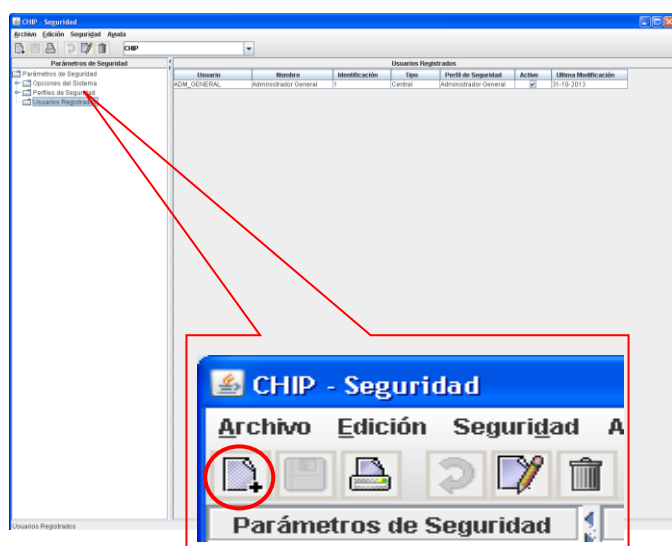 CHIP - Seguridad
Archivo Edición Seguridad Ayuda
CHIP
Parámetros de Seguridad
Usuarios Registrados
Parámetros de Seguridad
Opciones del Sistema
Perfiles de Seguridad
Usuarios Registrados
Usuario Nombre Identificación Tipo Perfil de Seguridad Activo Ultima Modificación
ADM_GENERAL Administrador General 1 Central Administrador General 31-10-2013
CHIP - Seguridad
Archivo Edición Seguridad A
Parámetros de Seguridad
Usuarios Registrados